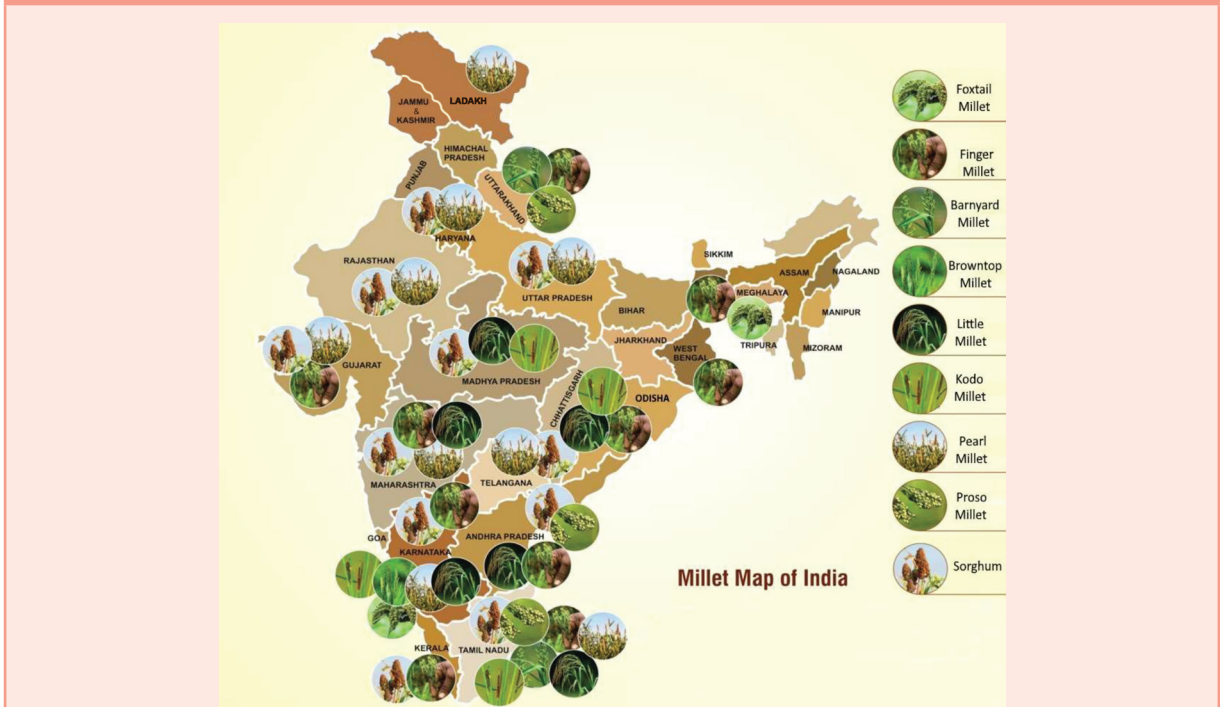 LADAKH
JAMMU
&
KASHMIR
HIMACHAL
PRADESH
PUNJAB
UTTARAKHAND
HARYANA
RAJASTHAN
UTTAR PRADESH
SIKKIM
ASSAM
NAGALAND
MEGHALAYA
MANIPUR
BIHAR
TRIPURA
MIZORAM
JHARKHAND
WEST
BENGAL
GUJARAT
MADHYA PRADESH
CHHATTISGARH
ODISHA
MAHARASHTRA
TELANGANA
GOA
KARNATAKA
ANDHRA PRADESH
KERALA
TAMIL NADU
Millet Map of India
Foxtail
Millet
Finger
Millet
Barnyard
Millet
Browntop
Millet
Little
Millet
Kodo
Millet
Pearl
Millet
Proso
Millet
Sorghum